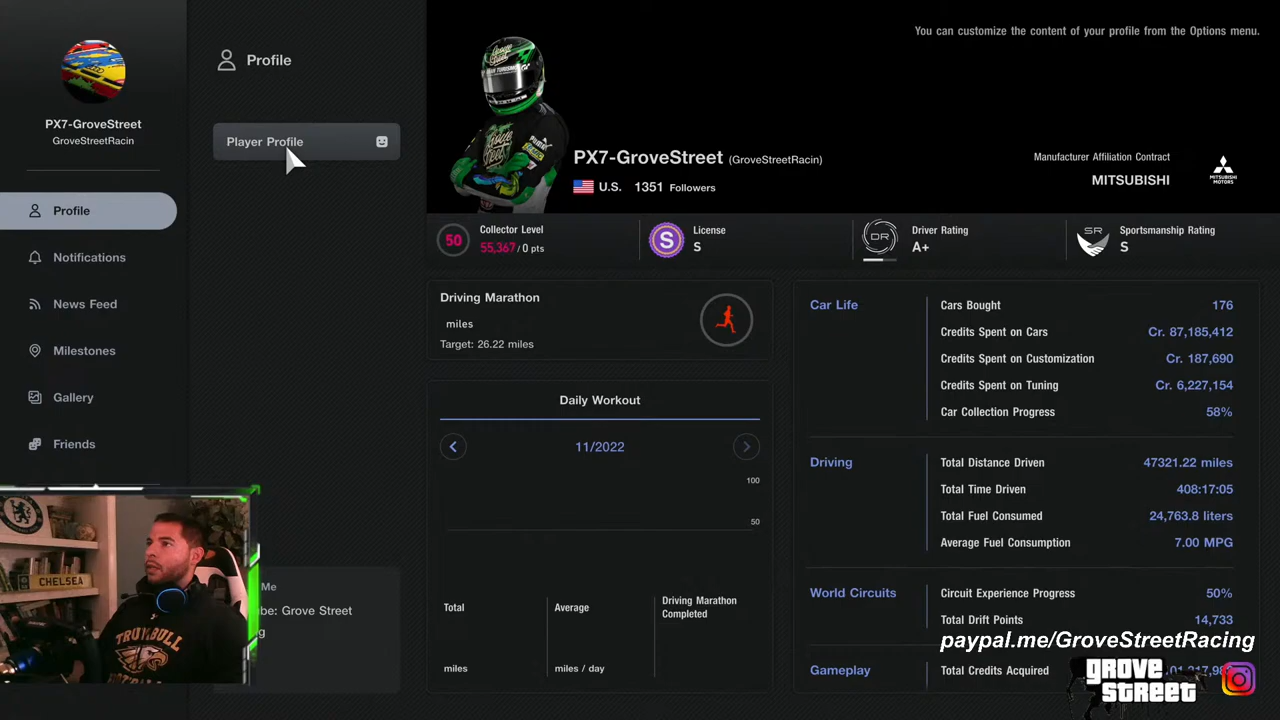 PX7-GroveStreet
GroveStreetRacin
Profile
Notifications
News Feed
Milestones
Gallery
Friends
Profile
Player Profile
You can customize the content of your profile from the Options menu.
PX7-GroveStreet (GroveStreetRacin)
U.S. 1351 Followers
Manufacturer Affiliation Contract
MITSUBISHI
MITSUBISHI
MOTORS
50
Collector Level
55,367 / 0 pts
S
License
S
DR
Driver Rating
A+
SR
Sportsmanship Rating
S
Driving Marathon
miles
Target: 26.22 miles
Daily Workout
11/2022
100
50
Total
miles
Average
miles / day
Driving Marathon
Completed
Car Life
Cars Bought 176
Credits Spent on Cars Cr. 87,185,412
Credits Spent on Customization Cr. 187,690
Credits Spent on Tuning Cr. 6,227,154
Car Collection Progress 58%
Driving
Total Distance Driven 47321.22 miles
Total Time Driven 408:17:05
Total Fuel Consumed 24,763.8 liters
Average Fuel Consumption 7.00 MPG
World Circuits
Circuit Experience Progress 50%
Total Drift Points 14,733
Gameplay
Total Credits Acquired
paypal.me/GroveStreetRacing
GROVE
STREET
Me
be: Grove Street
g
CHELSEA
TRUMBULL